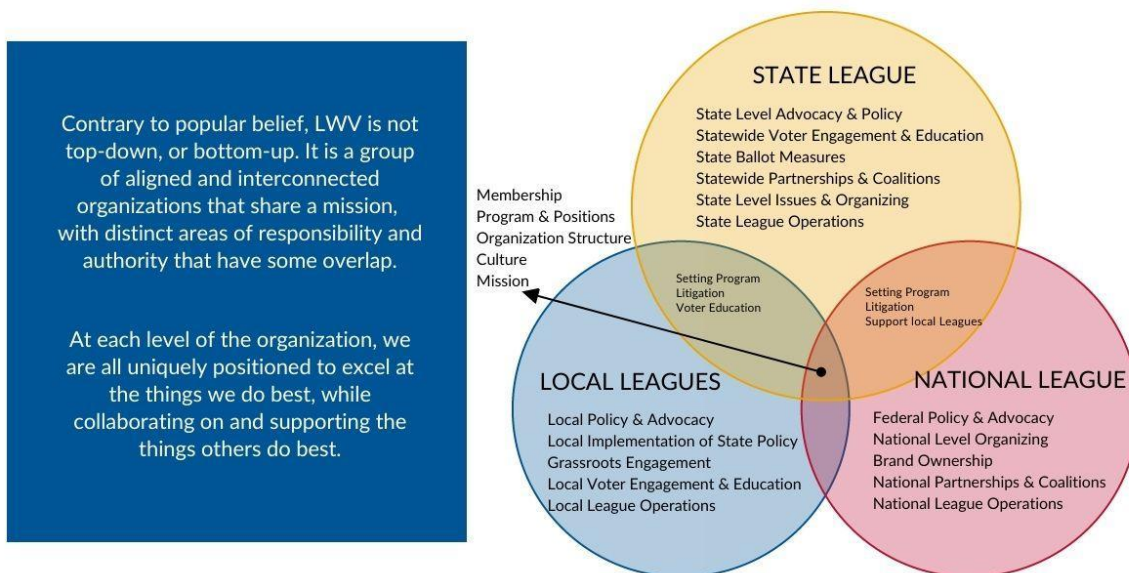 Contrary to popular belief, LWV is not
top-down, or bottom-up. It is a group
of aligned and interconnected
organizations that share a mission,
with distinct areas of responsibility and
authority that have some overlap.
At each level of the organization, we
are all uniquely positioned to excel at
the things we do best, while
collaborating on and supporting the
things others do best.
STATE LEAGUE
State Level Advocacy & Policy
Statewide Voter Engagement & Education
State Ballot Measures
Statewide Partnerships & Coalitions
State Level Issues & Organizing
State League Operations
Membership
Program & Positions
Organization Structure
Culture
Mission
Setting Program
Litigation
Voter Education
Setting Program
Litigation
Support local Leagues
LOCAL LEAGUES
Local Policy & Advocacy
Local Implementation of State Policy
Grassroots Engagement
Local Voter Engagement & Education
Local League Operations
NATIONAL LEAGUE
Federal Policy & Advocacy
National Level Organizing
Brand Ownership
National Partnerships & Coalitions
National League Operations